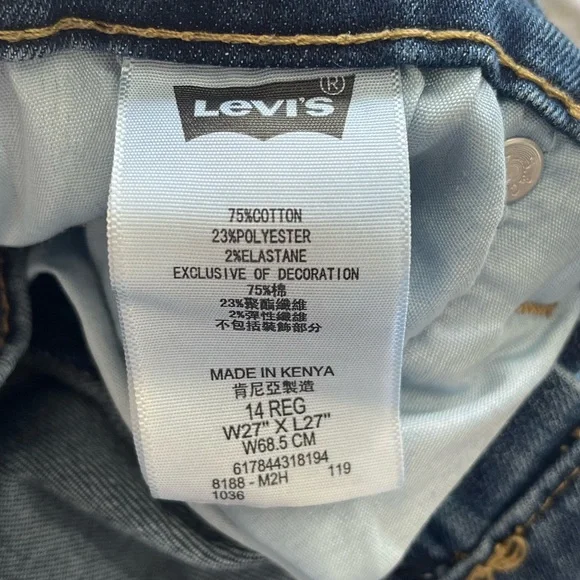 Levi's ®
75%COTTON
23%POLYESTER
2%ELASTANE
EXCLUSIVE OF DECORATION
75%棉
23%聚酯纖維
2%彈性纖維
不包括裝飾部分
MADE IN KENYA
肯尼亞製造
14 REG
W27" X L27"
W68.5 CM
617844318194
8188 - M2H 119
1036